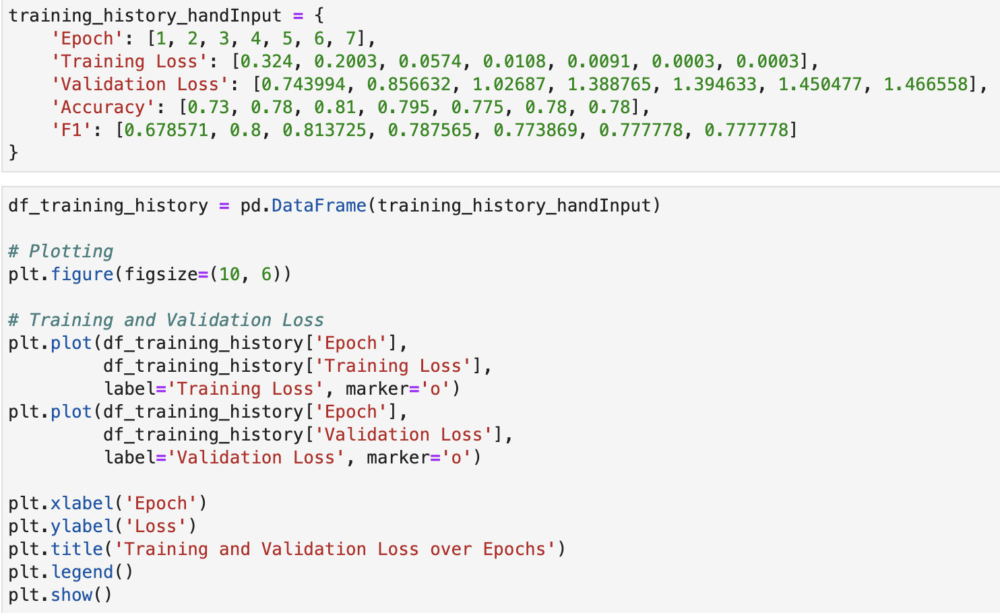 training_history_handInput = {
    'Epoch': [1, 2, 3, 4, 5, 6, 7],
    'Training Loss': [0.324, 0.2003, 0.0574, 0.0108, 0.0091, 0.0003, 0.0003],
    'Validation Loss': [0.743994, 0.856632, 1.02687, 1.388765, 1.394633, 1.450477, 1.466558],
    'Accuracy': [0.73, 0.78, 0.81, 0.795, 0.775, 0.78, 0.78],
    'F1': [0.678571, 0.8, 0.813725, 0.787565, 0.773869, 0.777778, 0.777778]
}
df_training_history = pd.DataFrame(training_history_handInput)
# Plotting
plt.figure(figsize=(10, 6))
# Training and Validation Loss
plt.plot(df_training_history['Epoch'],
         df_training_history['Training Loss'],
         label='Training Loss', marker='o')
plt.plot(df_training_history['Epoch'],
         df_training_history['Validation Loss'],
         label='Validation Loss', marker='o')
plt.xlabel('Epoch')
plt.ylabel('Loss')
plt.title('Training and Validation Loss over Epochs')
plt.legend()
plt.show()